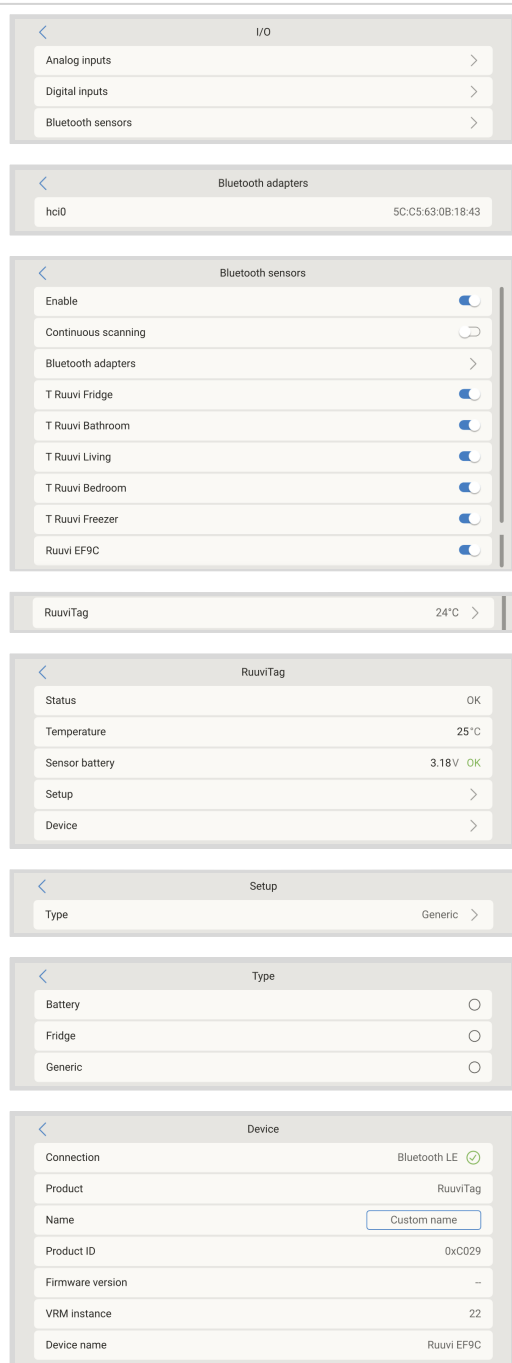 I/O
Analog inputs
Digital inputs
Bluetooth sensors
Bluetooth adapters
hci0 5C:C5:63:0B:18:43
Bluetooth sensors
Enable
Continuous scanning
Bluetooth adapters
T Ruuvi Fridge
T Ruuvi Bathroom
T Ruuvi Living
T Ruuvi Bedroom
T Ruuvi Freezer
Ruuvi EF9C
RuuviTag 24°C
RuuviTag
Status OK
Temperature 25°C
Sensor battery 3.18V OK
Setup
Device
Setup
Type Generic
Type
Battery
Fridge
Generic
Device
Connection Bluetooth LE
Product RuuviTag
Name Custom name
Product ID 0xC029
Firmware version –
VRM instance 22
Device name Ruuvi EF9C